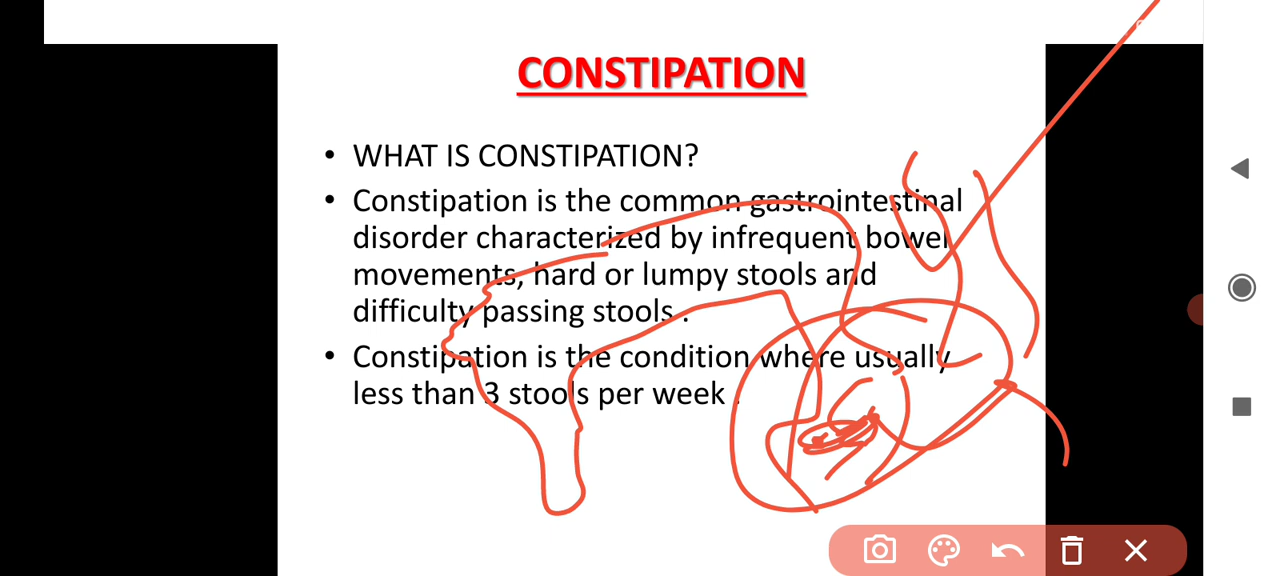 CONSTIPATION
• WHAT IS CONSTIPATION?
• Constipation is the common gastrointestinal
disorder characterized by infrequent bowel
movements, hard or lumpy stools and
difficulty passing stools .
• Constipation is the condition where usually
less than 3 stools per week .